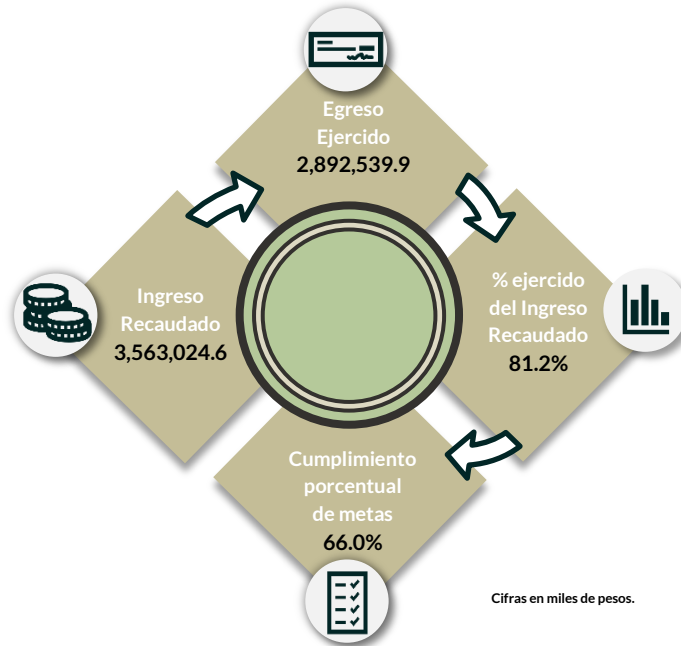 Egreso
Ejercido
2,892,539.9
Ingreso
Recaudado
3,563,024.6
% ejercido
del Ingreso
Recaudado
81.2%
Cumplimiento
porcentual
de metas
66.0%
Cifras en miles de pesos.